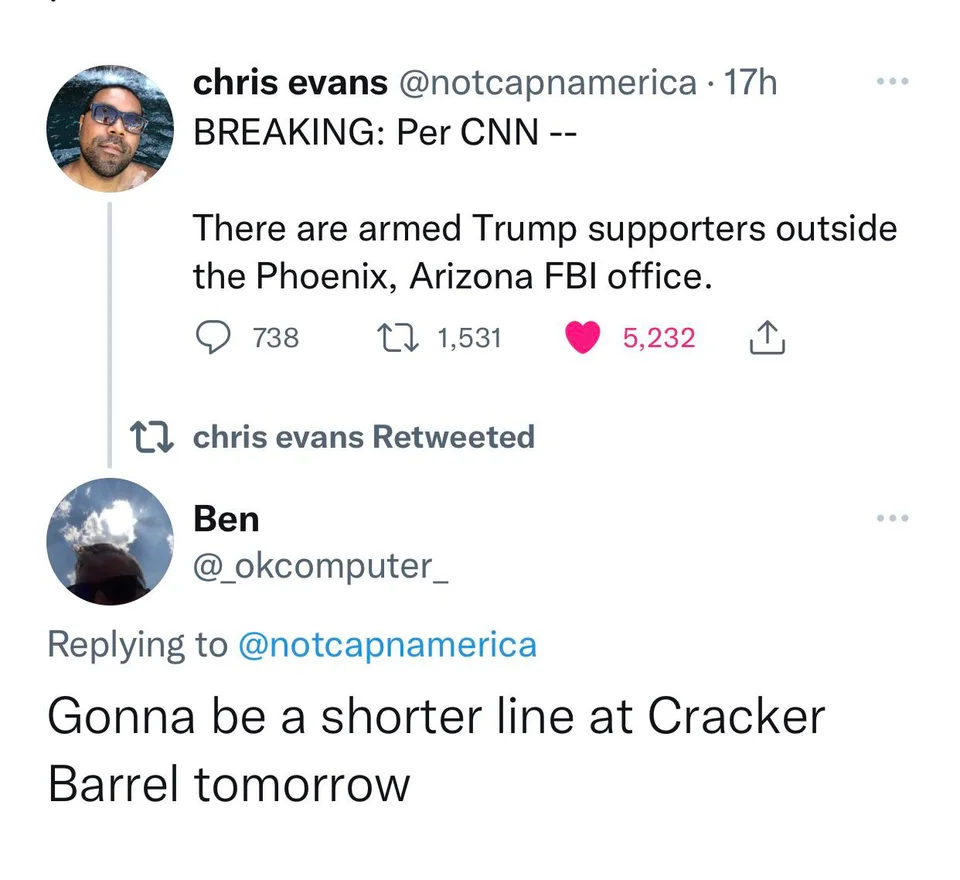 chris evans @notcapnamerica · 17h
BREAKING: Per CNN --
There are armed Trump supporters outside
the Phoenix, Arizona FBI office.
738 1,531 5,232
chris evans Retweeted
Ben
@_okcomputer_
Replying to @notcapnamerica
Gonna be a shorter line at Cracker
Barrel tomorrow